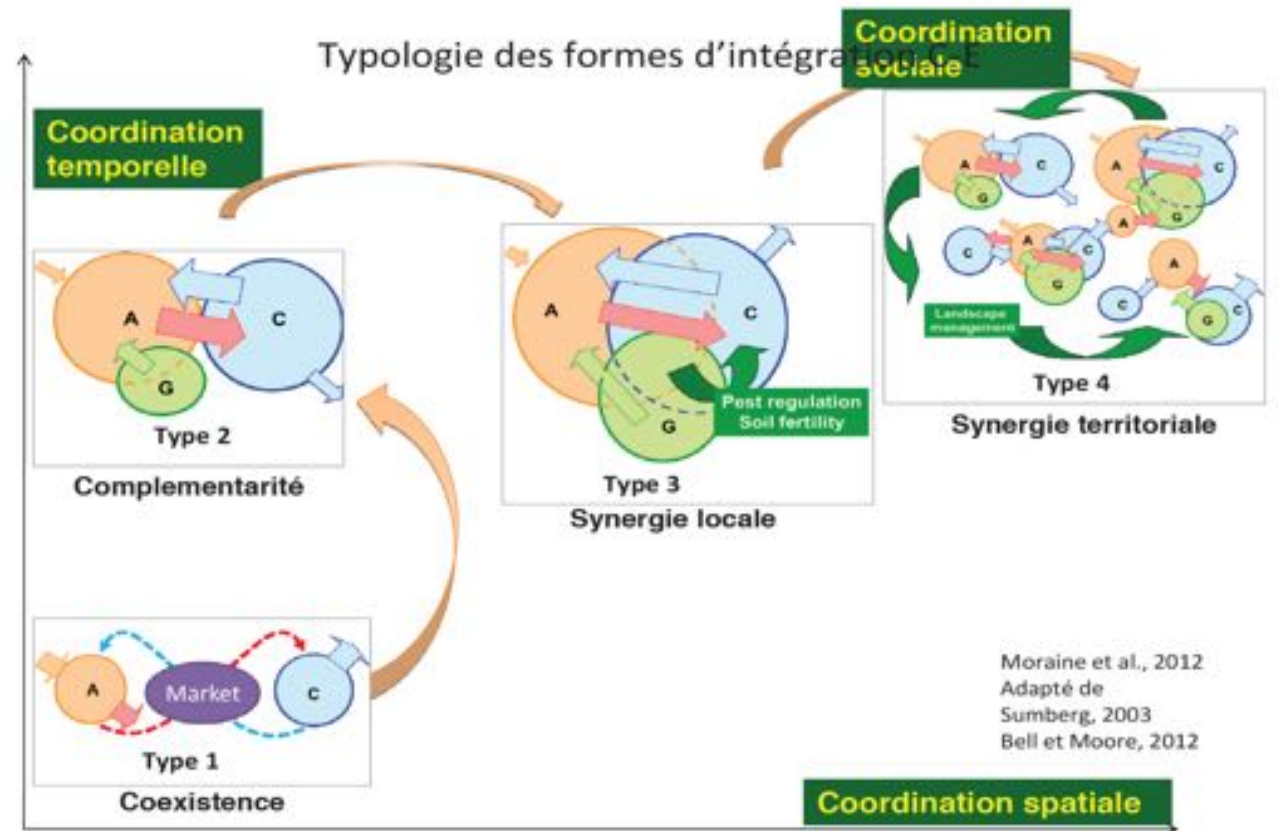 Typologie des formes d'intégration C-E
Coordination
sociale
Coordination
temporelle
A
C
G
Type 2
Complementarité
A
C
G
Pest regulation
Soil fertility
Type 3
Synergie locale
A
C
G
A
C
G
A
C
A
C
G
A
C
G
C
Landscape
management
Type 4
Synergie territoriale
A
Market
C
Type 1
Coexistence
Moraine et al., 2012
Adapté de
Sumberg, 2003
Bell et Moore, 2012
Coordination spatiale